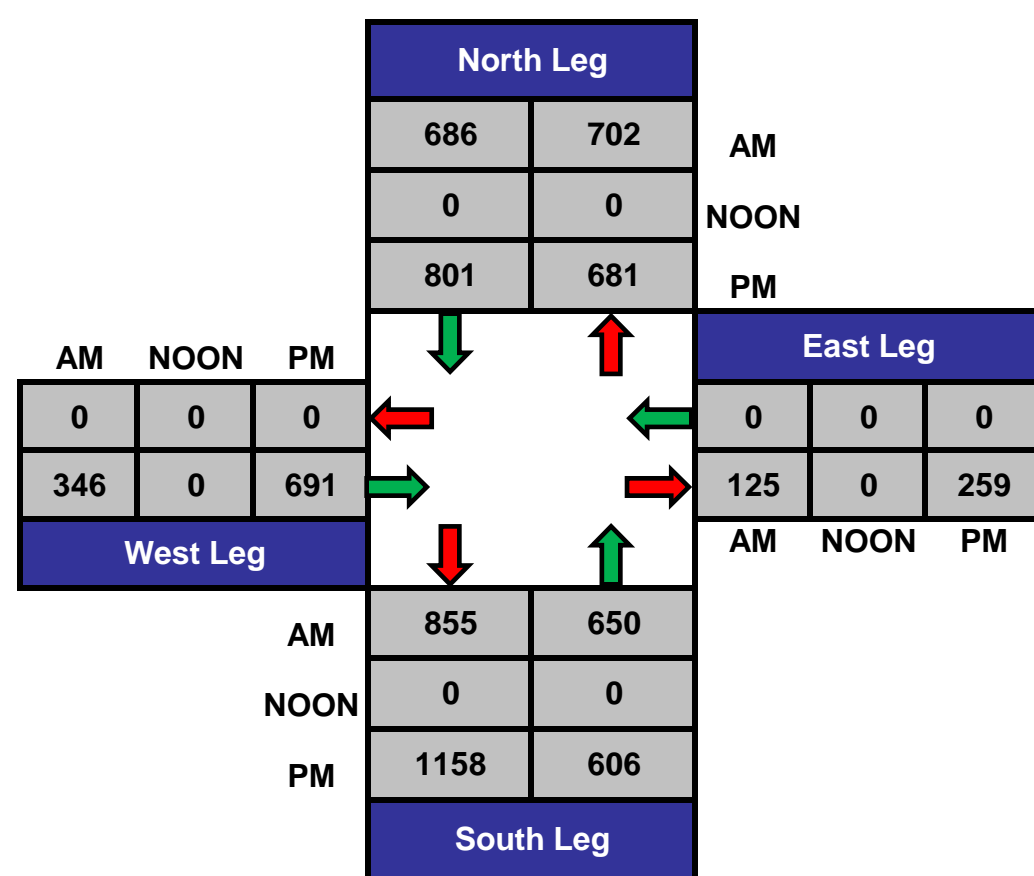 North Leg
686 702 AM
0 0 NOON
801 681 PM
East Leg
AM NOON PM
0 0 0
0 0 0
346 0 691
125 0 259
West Leg
AM NOON PM
AM 855 650
NOON 0 0
PM 1158 606
South Leg